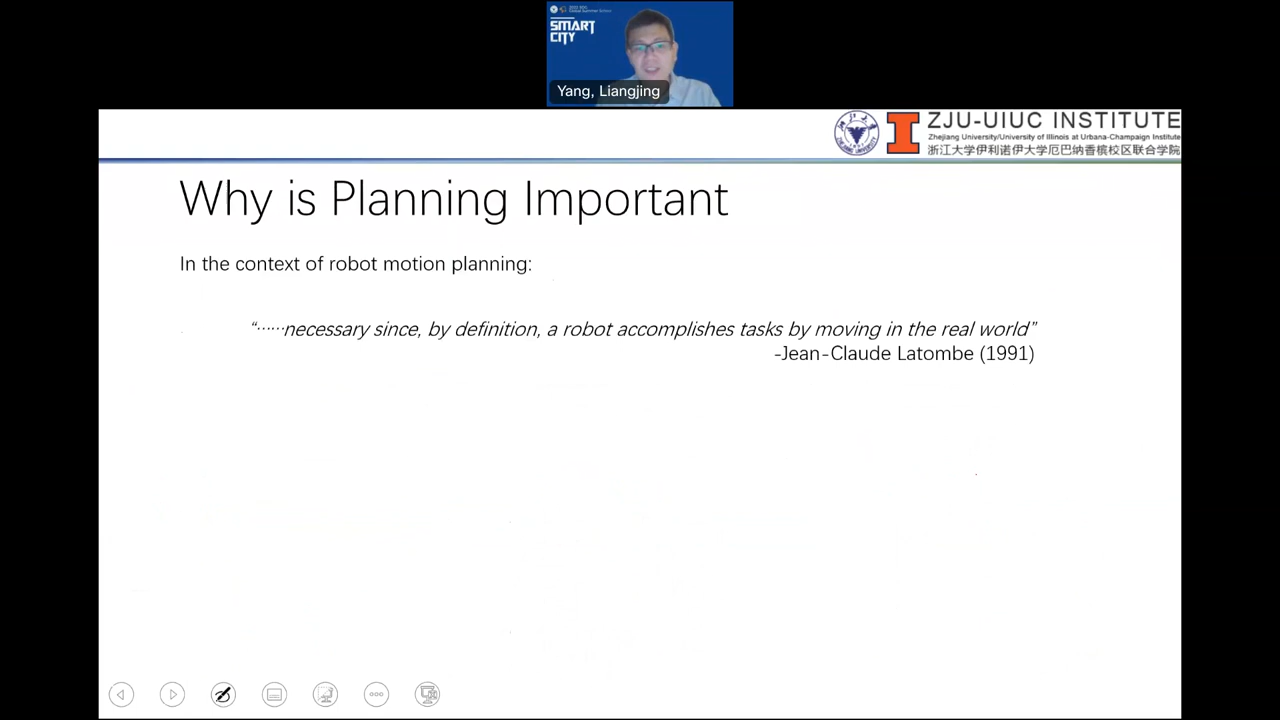 SMART
CITY
Yang, Liangjing
ZJU-UIUC INSTITUTE
Zhejiang University/University of Illinois at Urbana-Champaign Institute
浙江大学伊利诺伊大学厄巴纳香槟校区联合学院
Why is Planning Important
In the context of robot motion planning:
“······necessary since, by definition, a robot accomplishes tasks by moving in the real world”
-Jean-Claude Latombe (1991)